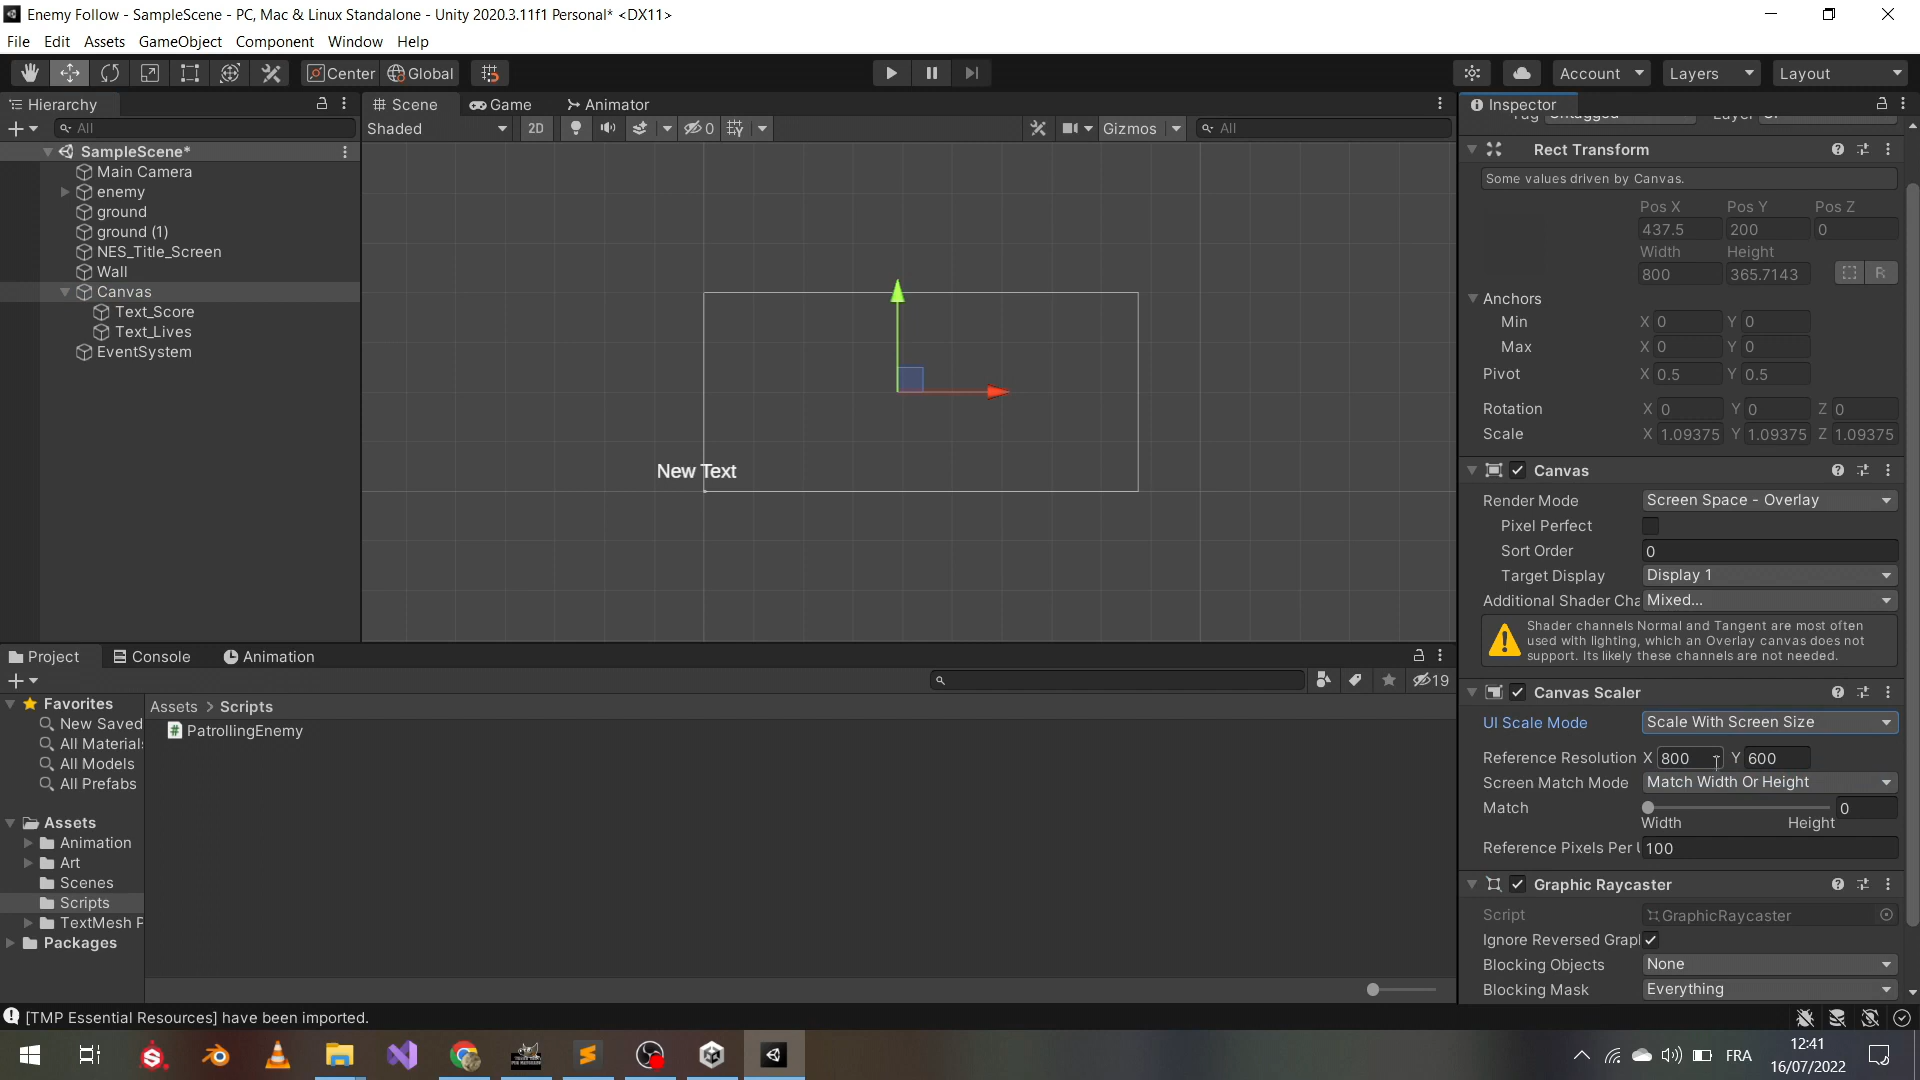 Enemy Follow - SampleScene - PC, Mac & Linux Standalone - Unity 2020.3.11f1 Personal* <DX11>
File Edit Assets GameObject Component Window Help
Center Global
Account Layers Layout
Hierarchy
All
SampleScene*
Main Camera
enemy
ground
ground (1)
NES_Title_Screen
Wall
Canvas
Text_Score
Text_Lives
EventSystem
Scene Game Animator
Shaded 2D 0 Gizmos All
New Text
Inspector
Rect Transform
Some values driven by Canvas.
Pos X Pos Y Pos Z
437.5 200 0
Width Height
800 365.7143 R
Anchors
Min X 0 Y 0
Max X 0 Y 0
Pivot X 0.5 Y 0.5
Rotation X 0 Y 0 Z 0
Scale X 1.09375 Y 1.09375 Z 1.09375
Canvas
Render Mode Screen Space - Overlay
Pixel Perfect
Sort Order 0
Target Display Display 1
Additional Shader Cha Mixed...
Shader channels Normal and Tangent are most often
used with lighting, which an Overlay canvas does not
support. Its likely these channels are not needed.
Canvas Scaler
UI Scale Mode Scale With Screen Size
Reference Resolution X 800 Y 600
Screen Match Mode Match Width Or Height
Match 0
Width Height
Reference Pixels Per 100
Graphic Raycaster
Script GraphicRaycaster
Ignore Reversed Grap
Blocking Objects None
Blocking Mask Everything
Project Console Animation
19
Favorites
New Saved
All Material
All Models
All Prefabs
Assets
Animation
Art
Scenes
Scripts
TextMesh P
Packages
Assets > Scripts
PatrollingEnemy
[TMP Essential Resources] have been imported.
FRA
12:41
16/07/2022